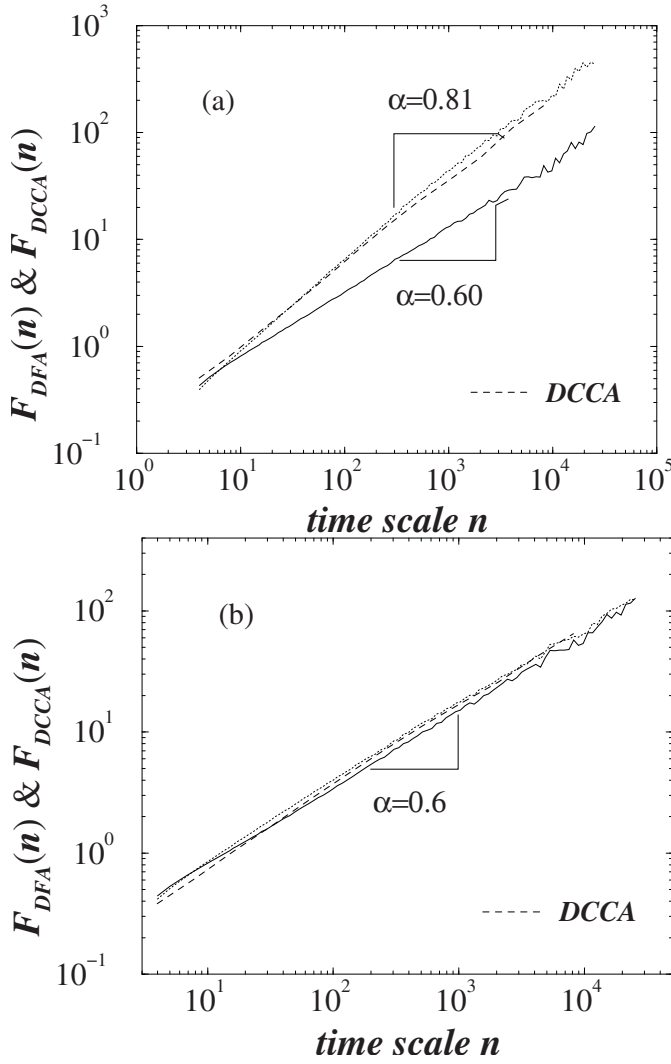 10^3
(a)
α=0.81
10^2
F_DFA(n) & F_DCCA(n)
10^1
α=0.60
10^0
DCCA
10^-1
10^0 10^1 10^2 10^3 10^4 10^5
time scale n
(b)
10^2
F_DFA(n) & F_DCCA(n)
10^1
α=0.6
10^0
DCCA
10^-1
10^1 10^2 10^3 10^4
time scale n